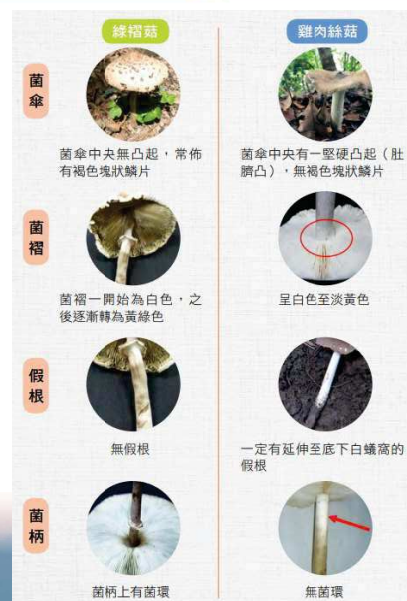 綠褶菇
雞肉絲菇
菌傘
菌傘中央無凸起，常佈
有褐色塊狀鱗片
菌傘中央有一堅硬凸起（肚
臍凸），無褐色塊狀鱗片
菌褶
菌褶一開始為白色，之
後逐漸轉為黃綠色
呈白色至淡黃色
假根
無假根
一定有延伸至底下白蟻窩的
假根
菌柄
菌柄上有菌環
無菌環